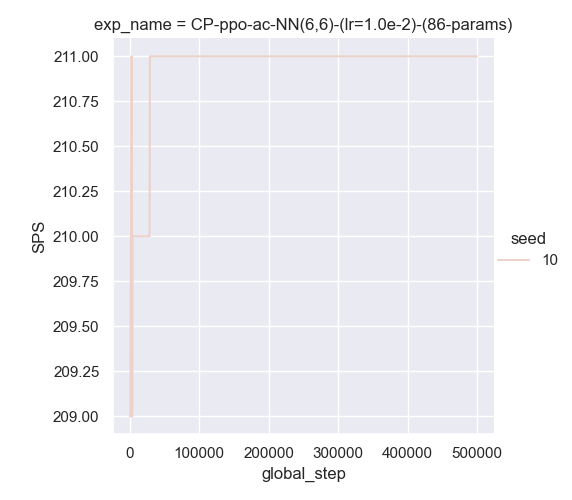 exp_name = CP-ppo-ac-NN(6,6)-(lr=1.0e-2)-(86-params)
211.00
210.75
210.50
210.25
210.00
209.75
209.50
209.25
209.00
SPS
0 100000 200000 300000 400000 500000
global_step
seed
10